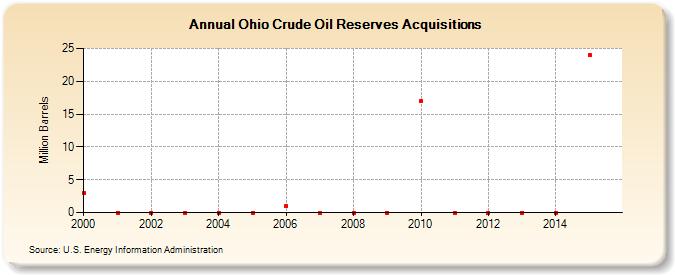 Annual Ohio Crude Oil Reserves Acquisitions
Million Barrels
25
20
15
10
5
0
2000 2002 2004 2006 2008 2010 2012 2014
Source: U.S. Energy Information Administration